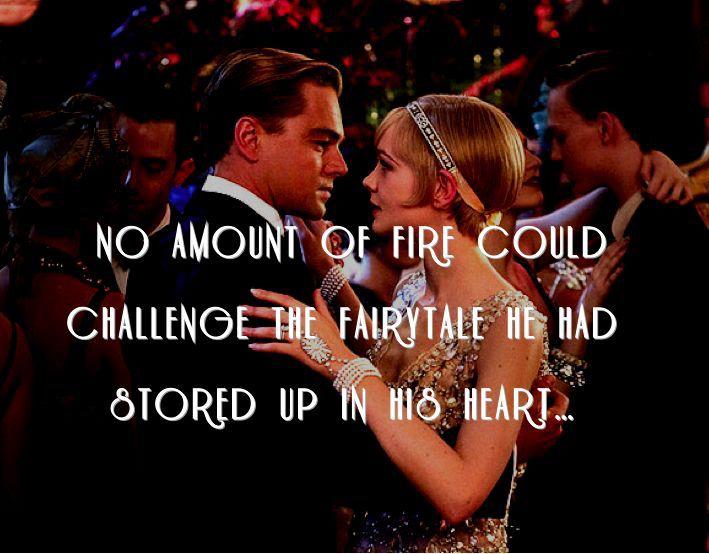 NO AMOUNT OF FIRE COULD
CHALLENGE THE FAIRYTALE HE HAD
STORED UP IN HIS HEART...